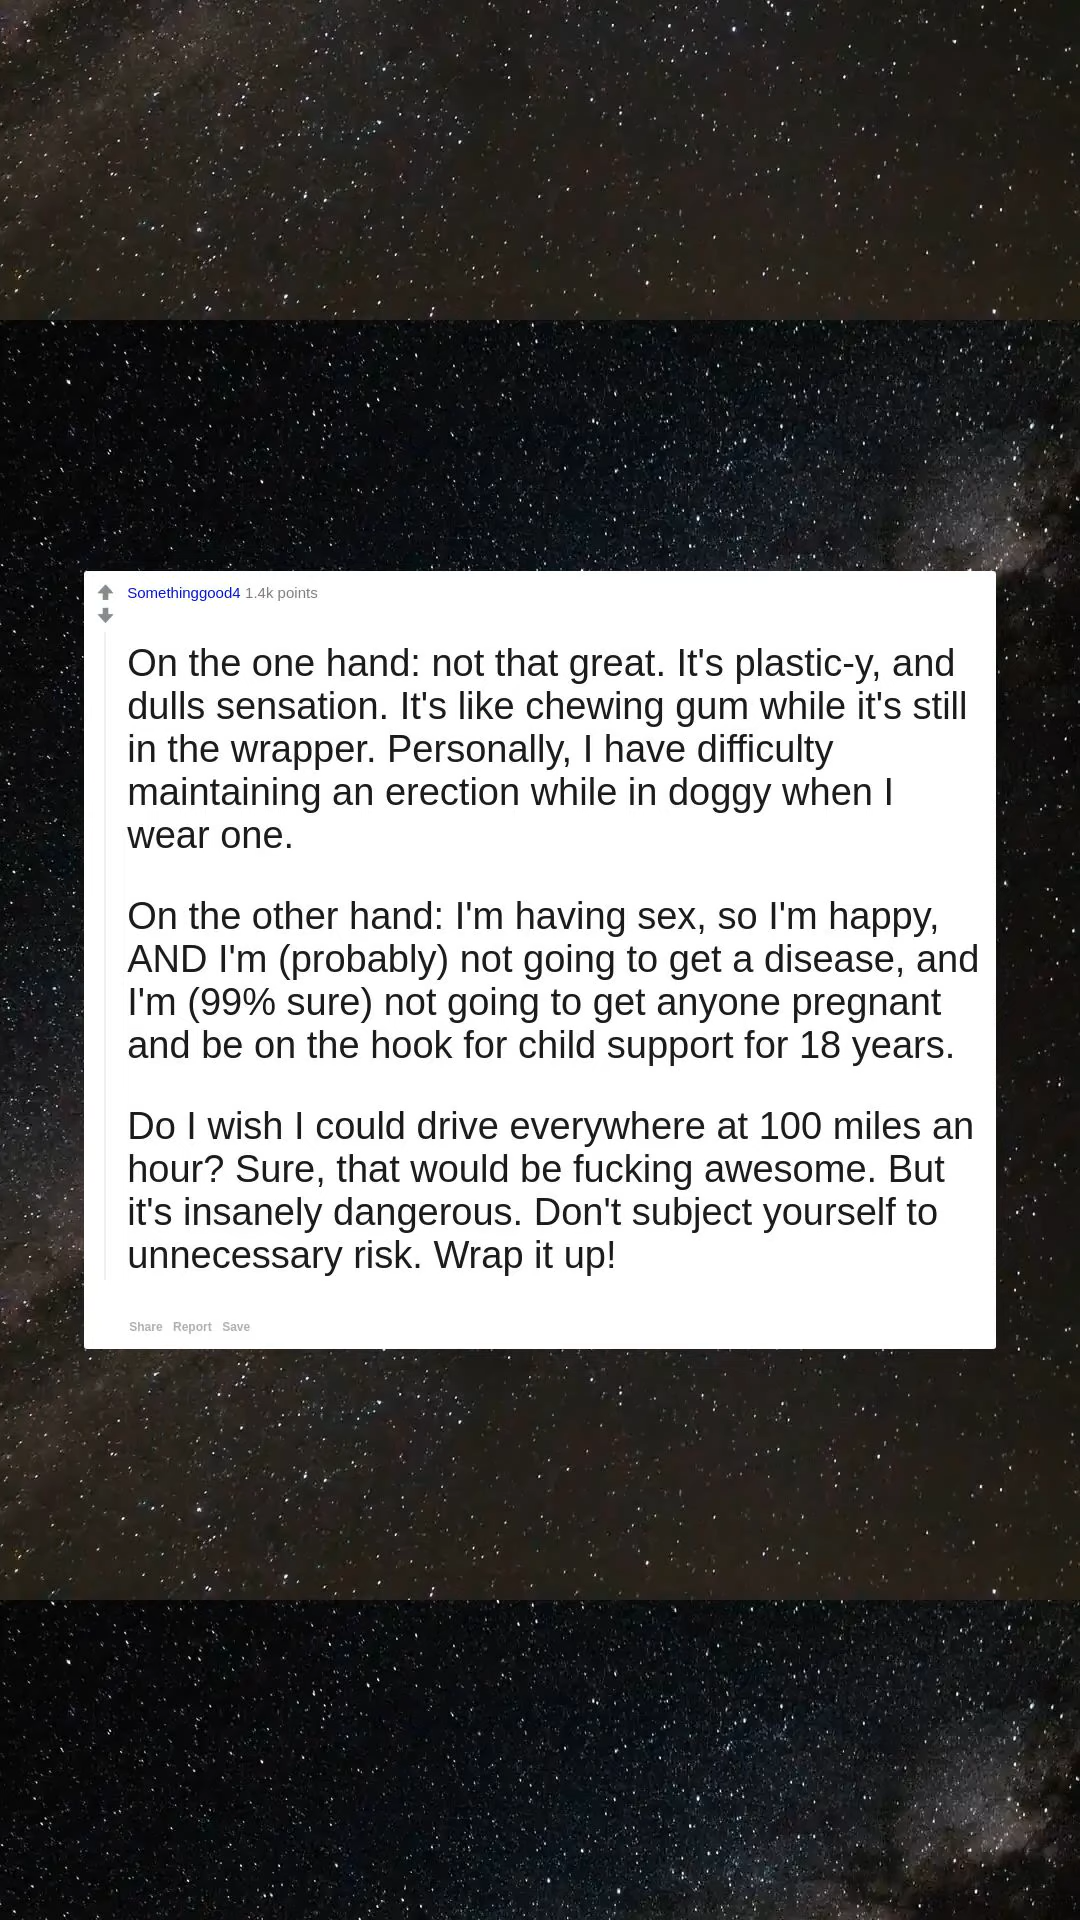 Somethinggood4 1.4k points
On the one hand: not that great. It's plastic-y, and
dulls sensation. It's like chewing gum while it's still
in the wrapper. Personally, I have difficulty
maintaining an erection while in doggy when I
wear one.
On the other hand: I'm having sex, so I'm happy,
AND I'm (probably) not going to get a disease, and
I'm (99% sure) not going to get anyone pregnant
and be on the hook for child support for 18 years.
Do I wish I could drive everywhere at 100 miles an
hour? Sure, that would be fucking awesome. But
it's insanely dangerous. Don't subject yourself to
unnecessary risk. Wrap it up!
Share Report Save